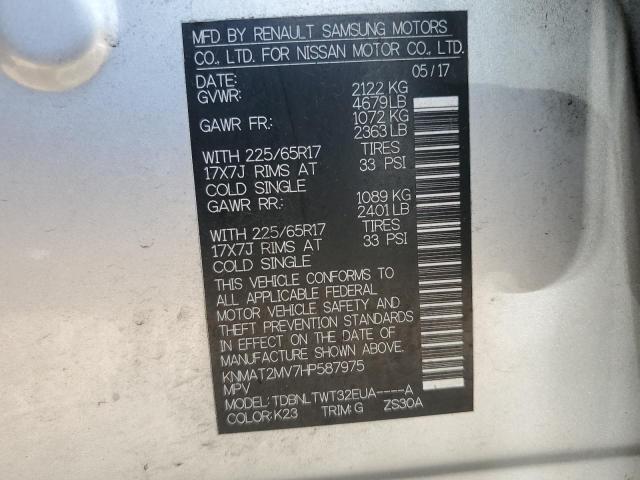 MFD BY RENAULT SAMSUNG MOTORS
CO., LTD. FOR NISSAN MOTOR CO., LTD.
DATE: 05/17
GVWR: 2122 KG
4679 LB
GAWR FR: 1072 KG
2363 LB
WITH 225/65R17 TIRES
17X7J RIMS AT 33 PSI
COLD SINGLE
GAWR RR: 1089 KG
2401 LB
WITH 225/65R17 TIRES
17X7J RIMS AT 33 PSI
COLD SINGLE
THIS VEHICLE CONFORMS TO
ALL APPLICABLE FEDERAL
MOTOR VEHICLE SAFETY AND
THEFT PREVENTION STANDARDS
IN EFFECT ON THE DATE OF
MANUFACTURE SHOWN ABOVE.
KNMAT2MV7HP587975
MPV
MODEL: TDBNLTWT32EUA----A
COLOR: K23 TRIM: G ZS30A